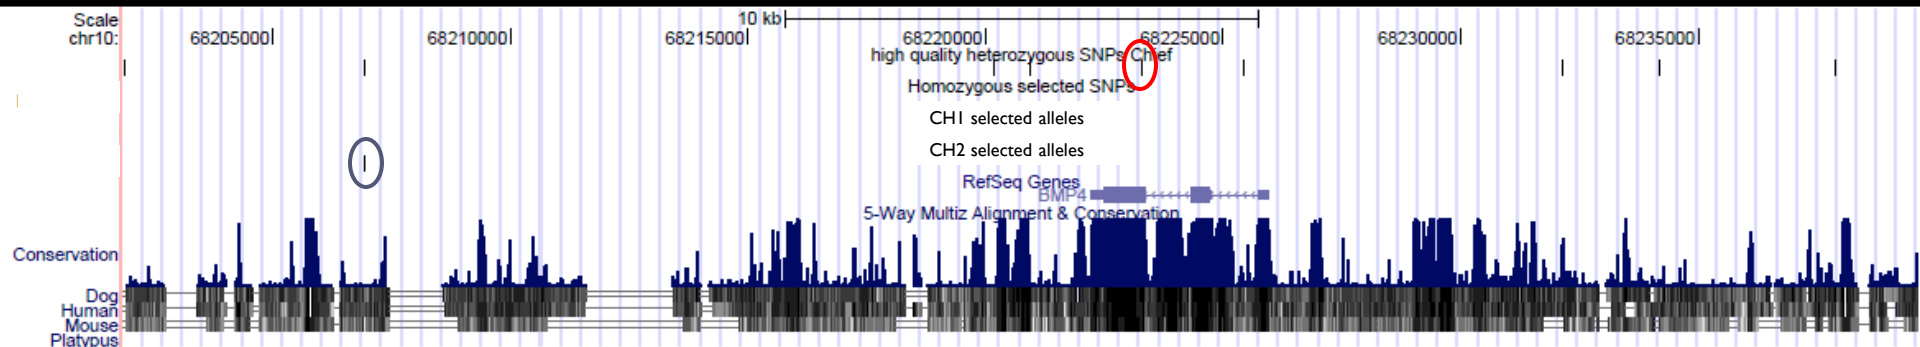 Scale 10 kb
chr10: 68205000 68210000 68215000 68220000 68225000 68230000 68235000
high quality heterozygous SNPs Chief
Homozygous selected SNPs
CH1 selected alleles
CH2 selected alleles
RefSeq Genes
BMP4
5-Way Multiz Alignment & Conservation
Conservation
Dog
Human
Mouse
Platypus